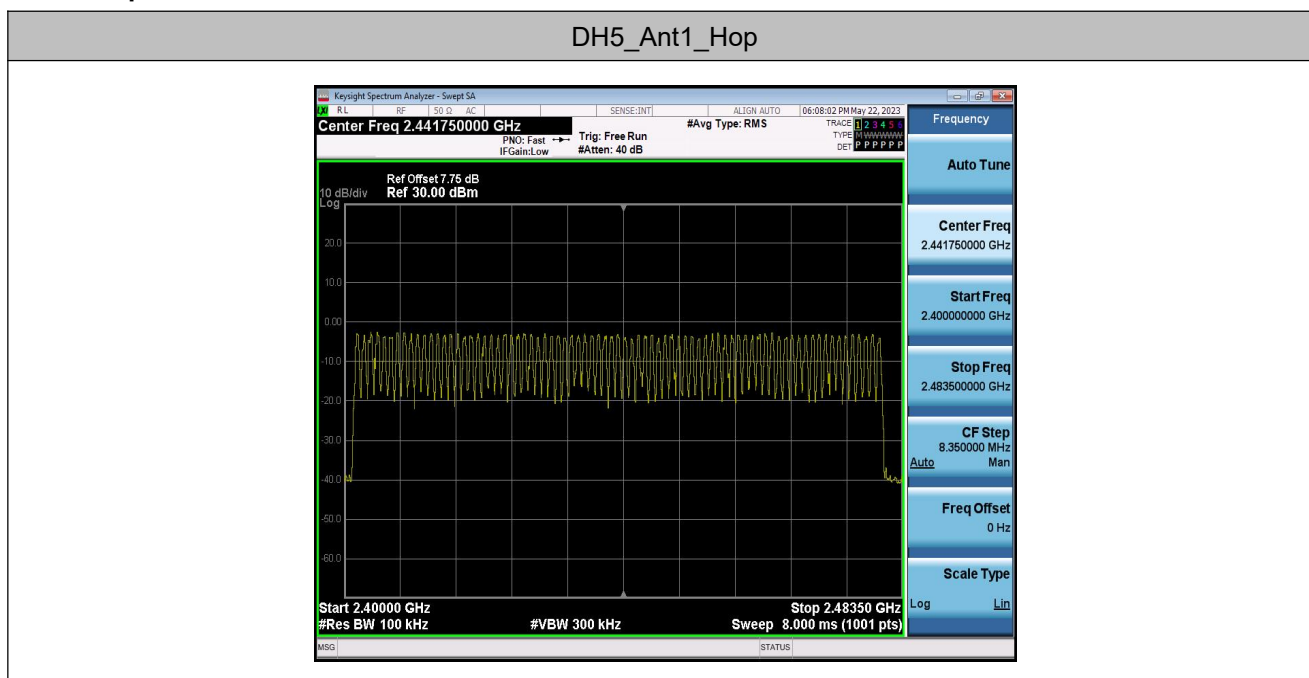 DH5_Ant1_Hop
Keysight Spectrum Analyzer - Swept SA
RL RF 50 Ω AC SENSE:INT ALIGN AUTO 06:08:02 PM May 22, 2023
Center Freq 2.441750000 GHz
PNO: Fast
IFGain:Low
Trig: Free Run
#Atten: 40 dB
#Avg Type: RMS
TRACE 1 2 3 4 5 6
TYPE M WWWWW
DET P P P P P P
Ref Offset 7.75 dB
10 dB/div Ref 30.00 dBm
Log
20.0
10.0
0.00
-10.0
-20.0
-30.0
-40.0
-50.0
-60.0
Start 2.40000 GHz Stop 2.48350 GHz
#Res BW 100 kHz #VBW 300 kHz Sweep 8.000 ms (1001 pts)
MSG STATUS
Frequency
Auto Tune
Center Freq
2.441750000 GHz
Start Freq
2.400000000 GHz
Stop Freq
2.483500000 GHz
CF Step
8.350000 MHz
Auto Man
Freq Offset
0 Hz
Scale Type
Log Lin